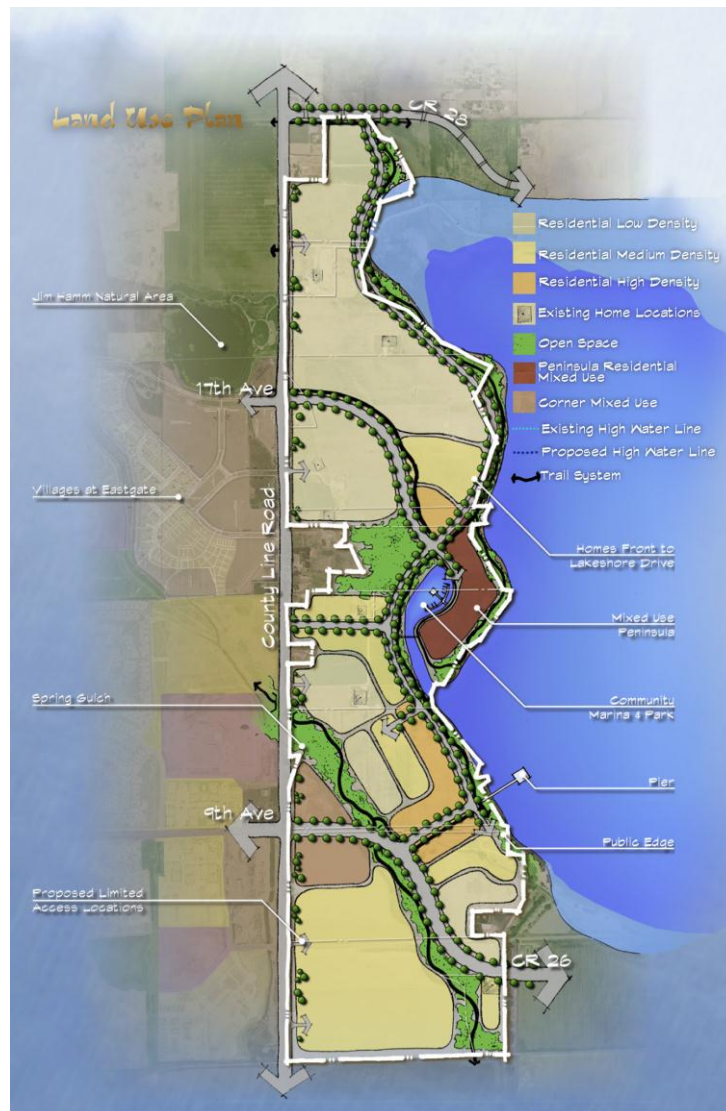 Land Use Plan
CR 28
Residential Low Density
Residential Medium Density
Residential High Density
Existing Home Locations
Open Space
Peninsula Residential
Mixed Use
Corner Mixed Use
Existing High Water Line
Proposed High Water Line
Trail System
Jim Hamm Natural Area
17th Ave
Villages at Eastgate
County Line Road
Homes Front to
Lakeshore Drive
Mixed Use
Peninsula
Spring Gulch
Community
Marina & Park
Pier
9th Ave
Public Edge
Proposed Limited
Access Locations
CR 26